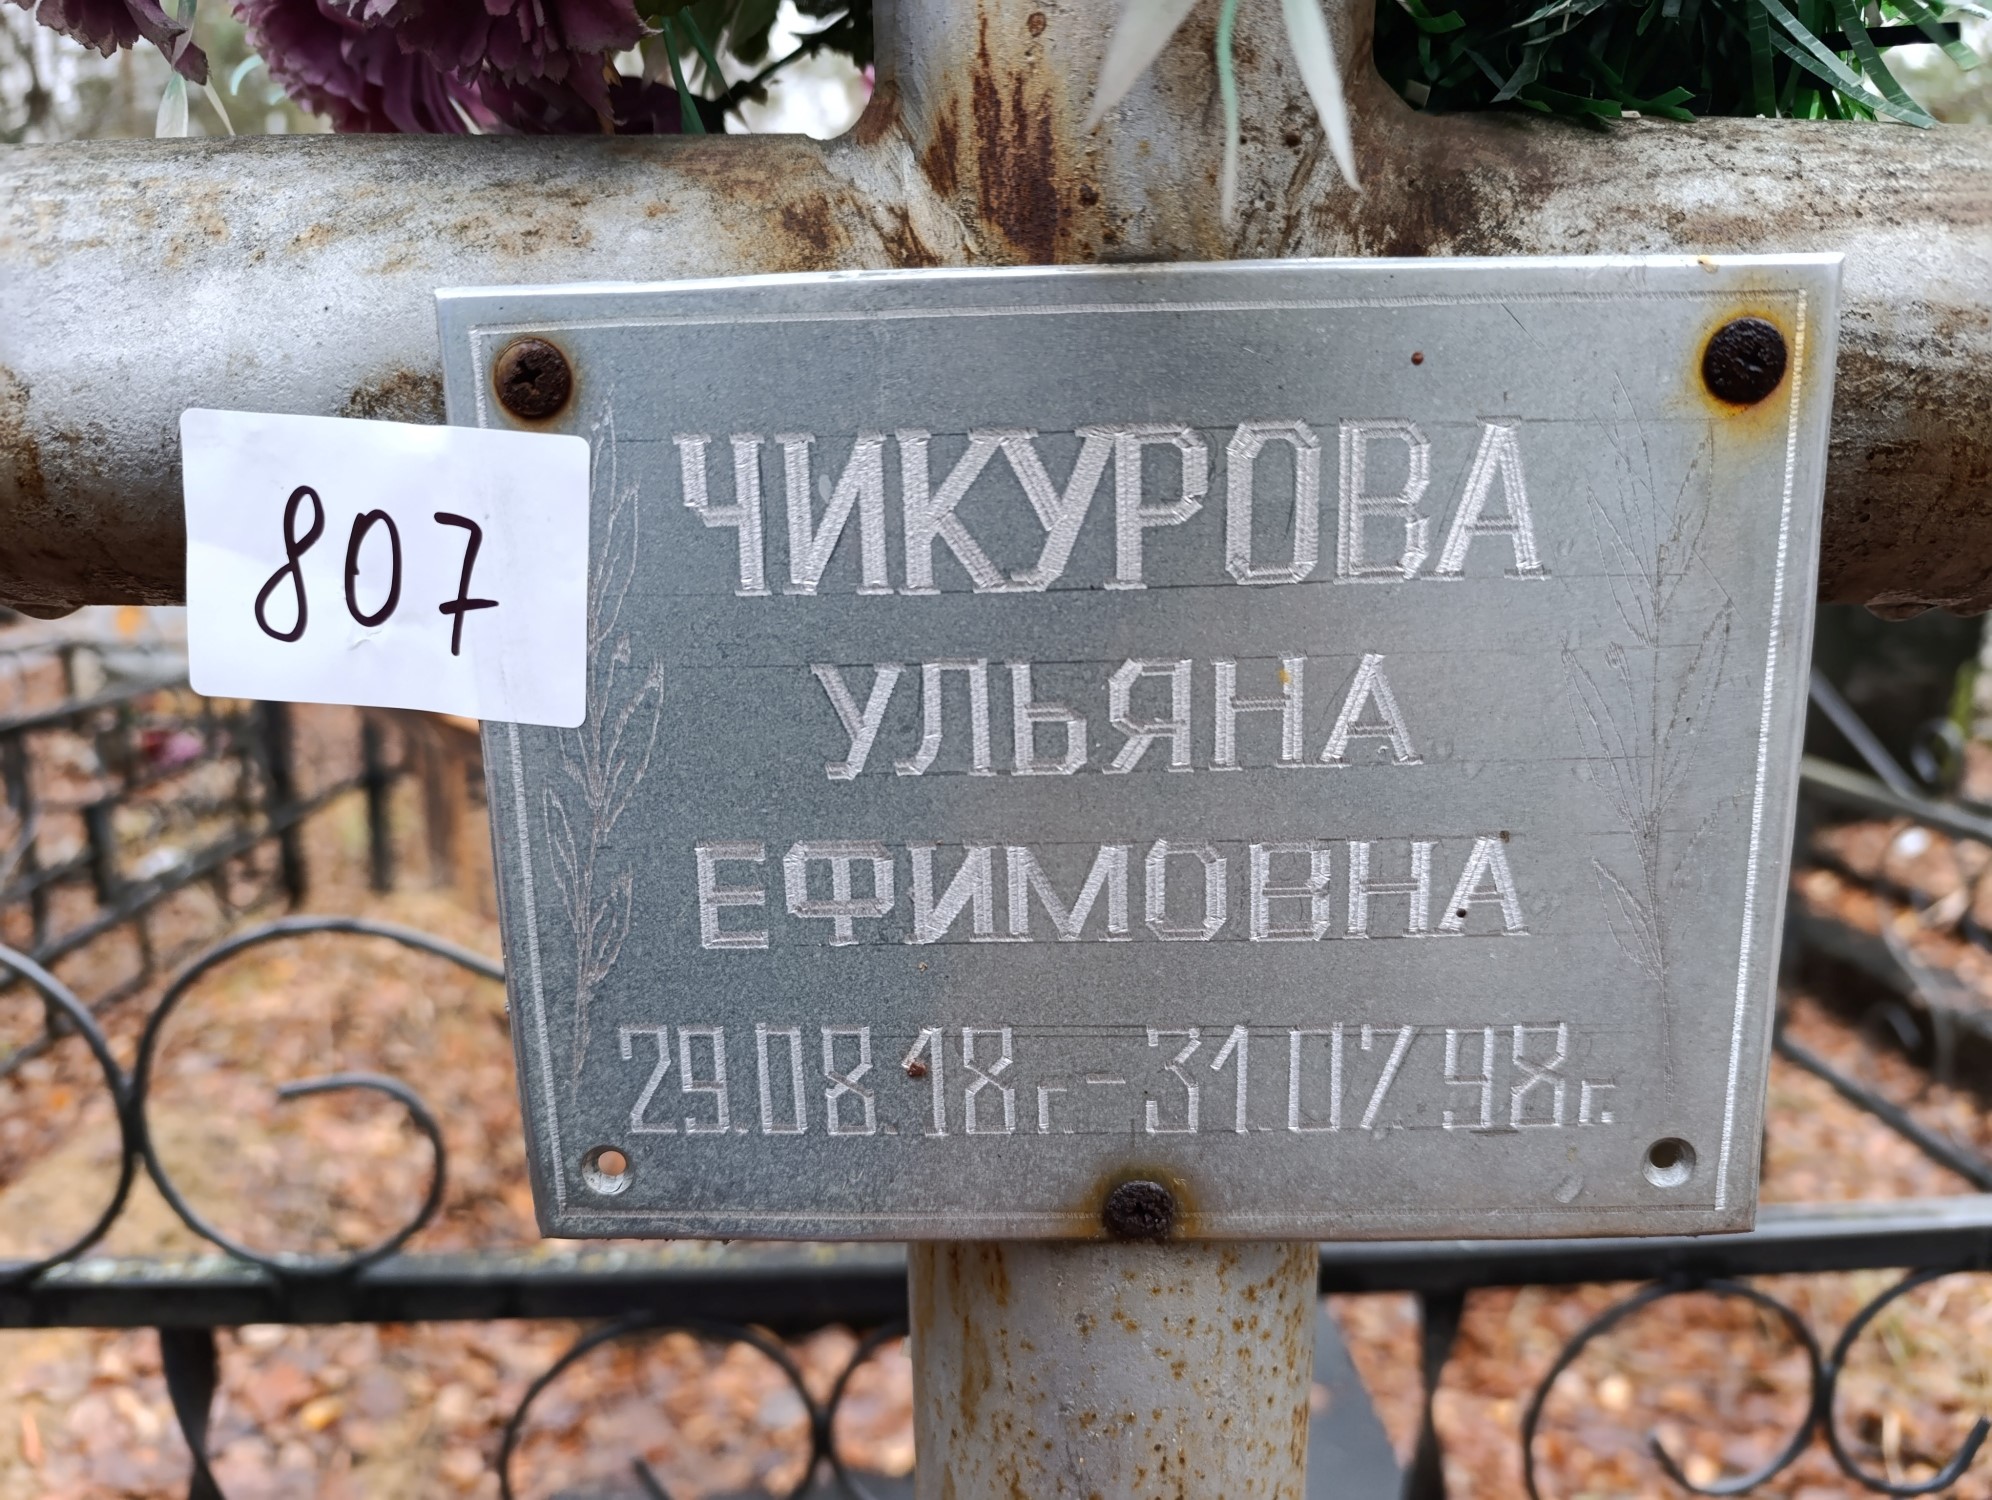 807
ЧИКУРОВА
УЛЬЯНА
ЕФИМОВНА
29.08.18г.-31.07.98г.